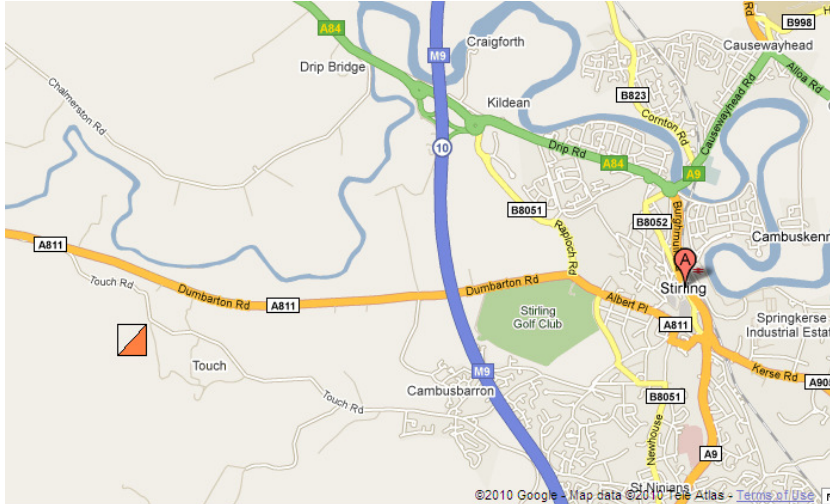 B998
A84
Causewayhead
M9
Craigforth
Drip Bridge
Alloa Rd
Chalmerston Rd
B823
Kildean
Causewayhead Rd
Cornton Rd
10
Drip Rd
A84
A9
B8051
B8052
Raploch Rd
Cambuskenn
A811
A
Touch Rd
Dumbarton Rd
Stirling
Dumbarton Rd
A811
Albert Pl
Stirling
Golf Club
A811
Springkerse
Industrial Estat
Touch
M9
Kerse Rd
A90
Cambusbarron
B8051
Touch Rd
Newhouse
A9
St Ninians
©2010 Google - Map data ©2010 Tele Atlas - Terms of Use